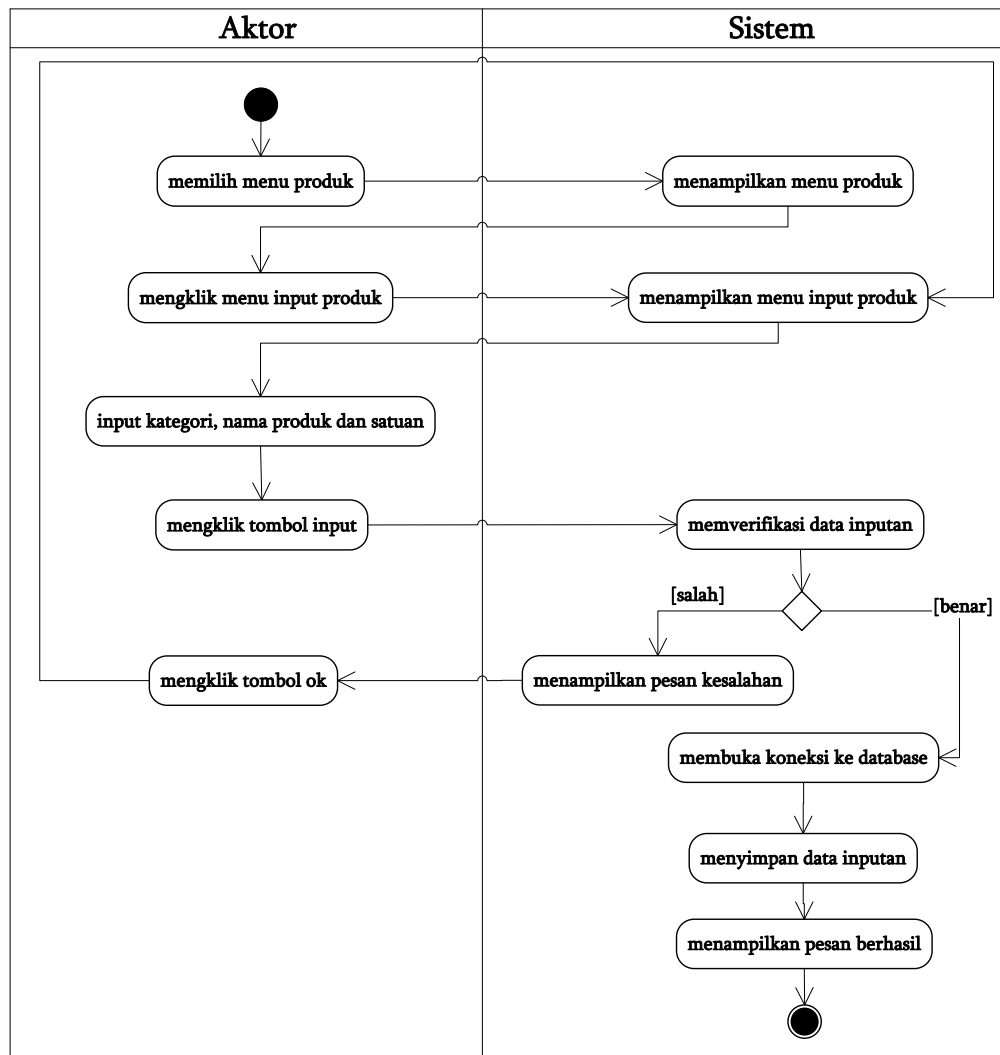 Aktor
Sistem
memilih menu produk
menampilkan menu produk
mengklik menu input produk
menampilkan menu input produk
input kategori, nama produk dan satuan
mengklik tombol input
memverifikasi data inputan
[salah]
[benar]
mengklik tombol ok
menampilkan pesan kesalahan
membuka koneksi ke database
menyimpan data inputan
menampilkan pesan berhasil